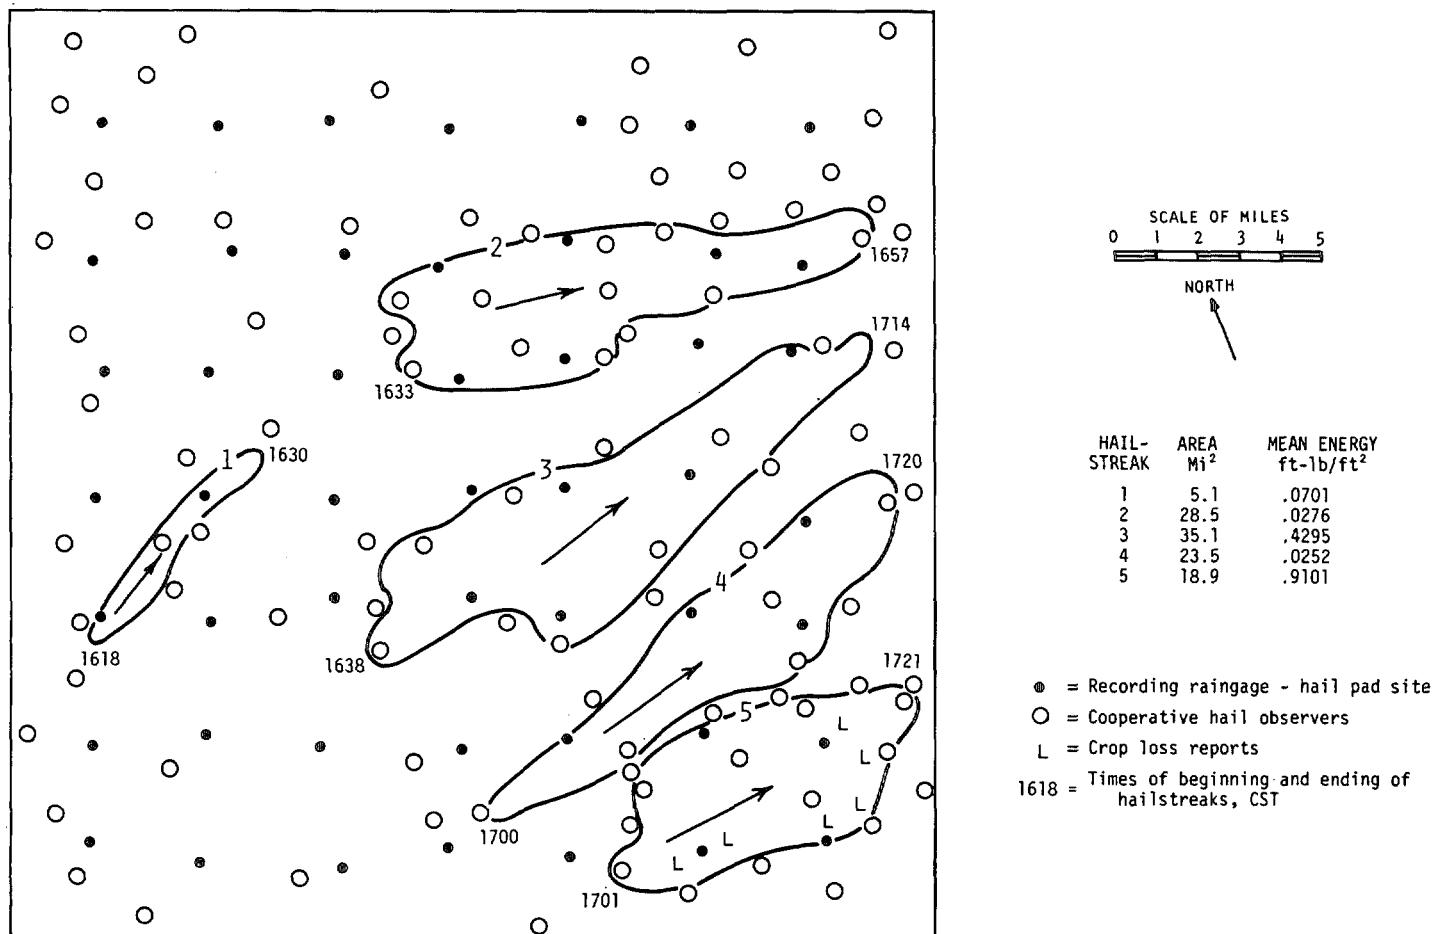 2
1657
1714
1633
1
1630
3
1720
4
1618
1638
1721
5
L
L
L
L
L
L
1700
1701
SCALE OF MILES
0 1 2 3 4 5
NORTH
HAIL- AREA MEAN ENERGY
STREAK Mi² ft-lb/ft²
1 5.1 .0701
2 28.5 .0276
3 35.1 .4295
4 23.5 .0252
5 18.9 .9101
= Recording raingage - hail pad site
= Cooperative hail observers
L = Crop loss reports
1618 = Times of beginning and ending of
hailstreaks, CST